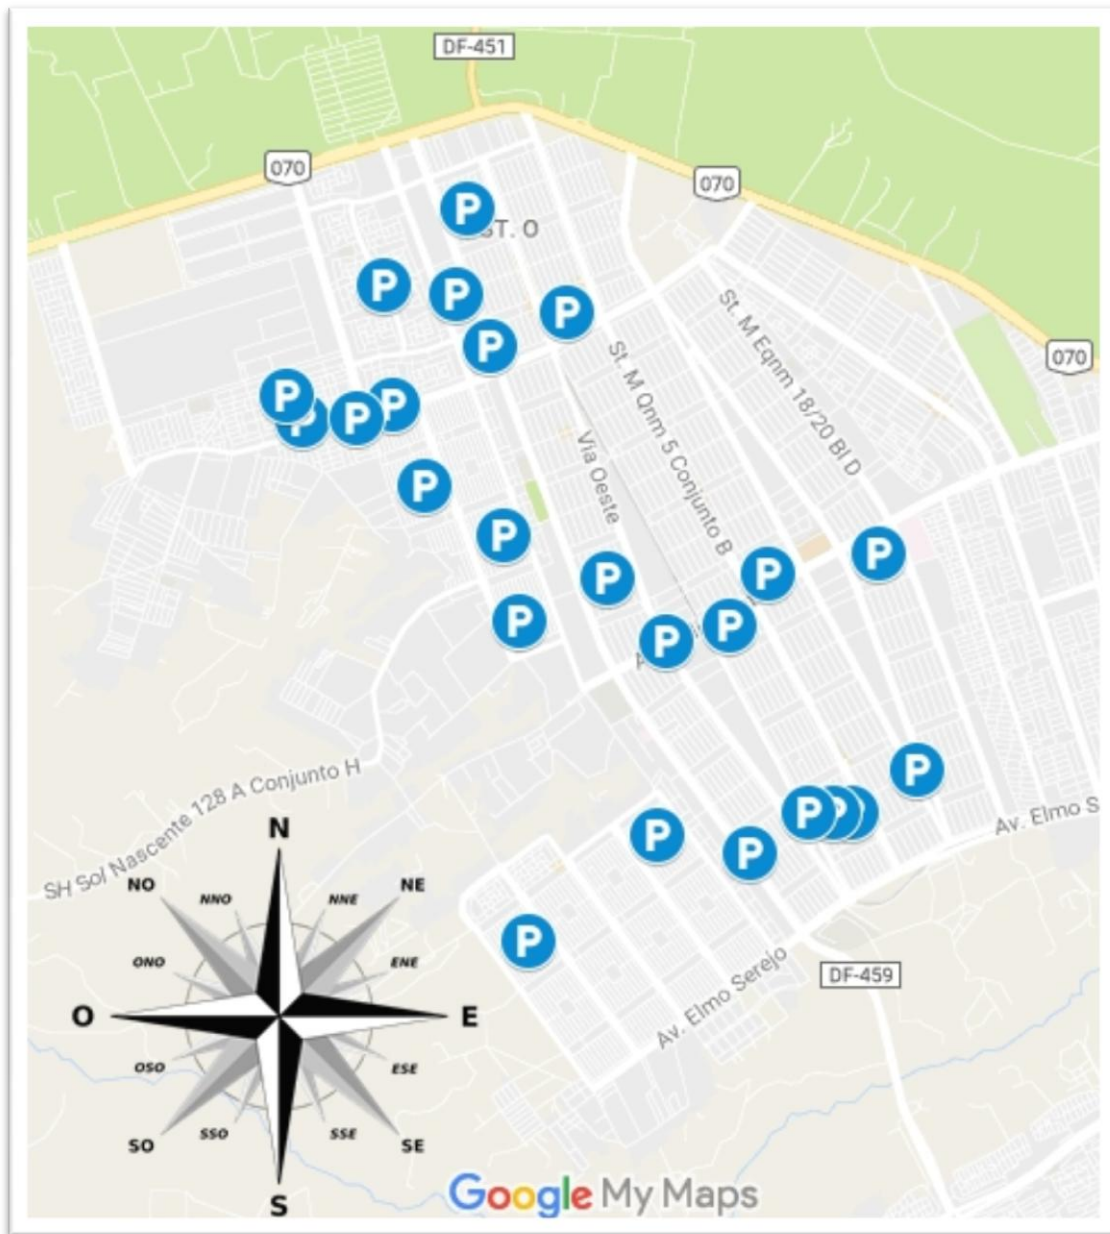 DF-451
070
070
P
ST. O
P
P
P
St. M Eqnm 18/20 Bl D
P
St. M Qnm 5 Conjunto B
070
P
P
P
P
Via Oeste
P
P
P
P
P
P
P
P
P
P
P
P
P
P
Av. Elmo S
SH Sol Nascente 128 A Conjunto H
P
DF-459
Av. Elmo Serejo
N
NO
NNO
NNE
NE
ONO
ENE
O
E
OSO
ESE
SO
SSO
SSE
SE
S
Google My Maps